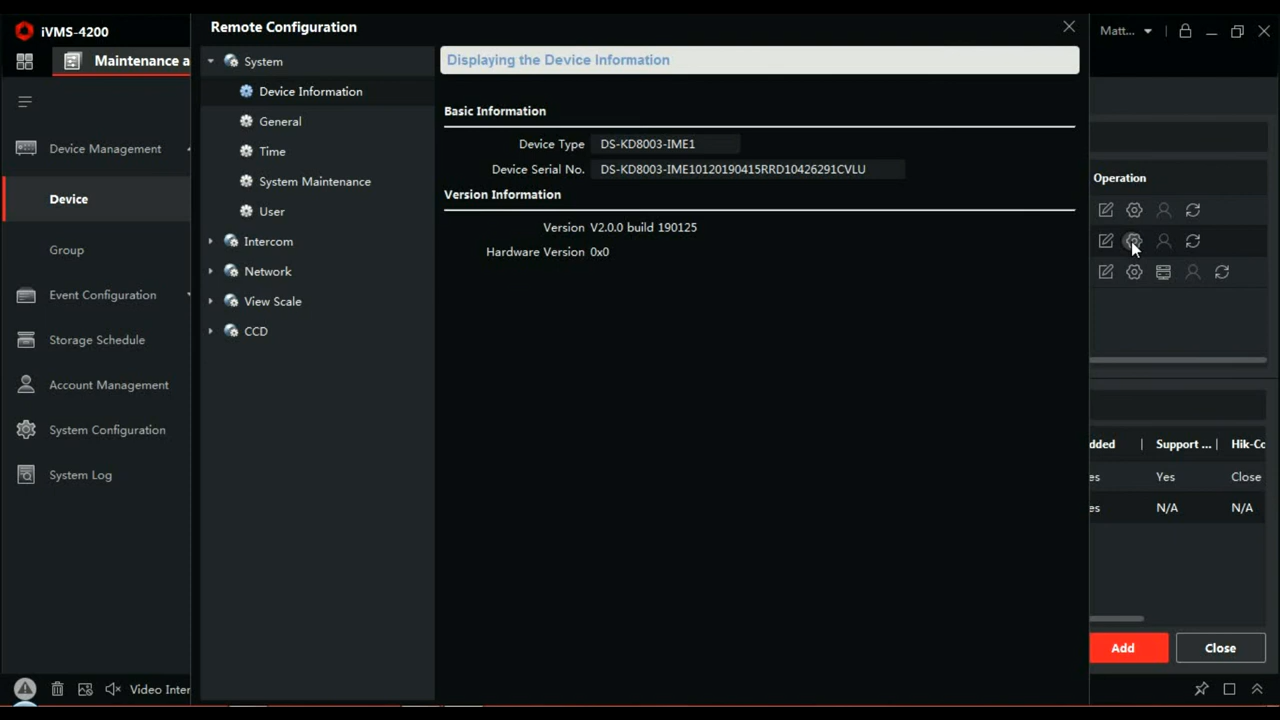 iVMS-4200
Maintenance a
Device Management
Device
Group
Event Configuration
Storage Schedule
Account Management
System Configuration
System Log
Video Inter
Remote Configuration
System
Device Information
General
Time
System Maintenance
User
Intercom
Network
View Scale
CCD
Displaying the Device Information
Basic Information
Device Type DS-KD8003-IME1
Device Serial No. DS-KD8003-IME10120190415RRD10426291CVLU
Version Information
Version V2.0.0 build 190125
Hardware Version 0x0
Matt...
Operation
dded Support ... Hik-Co
es Yes Close
es N/A N/A
Add Close